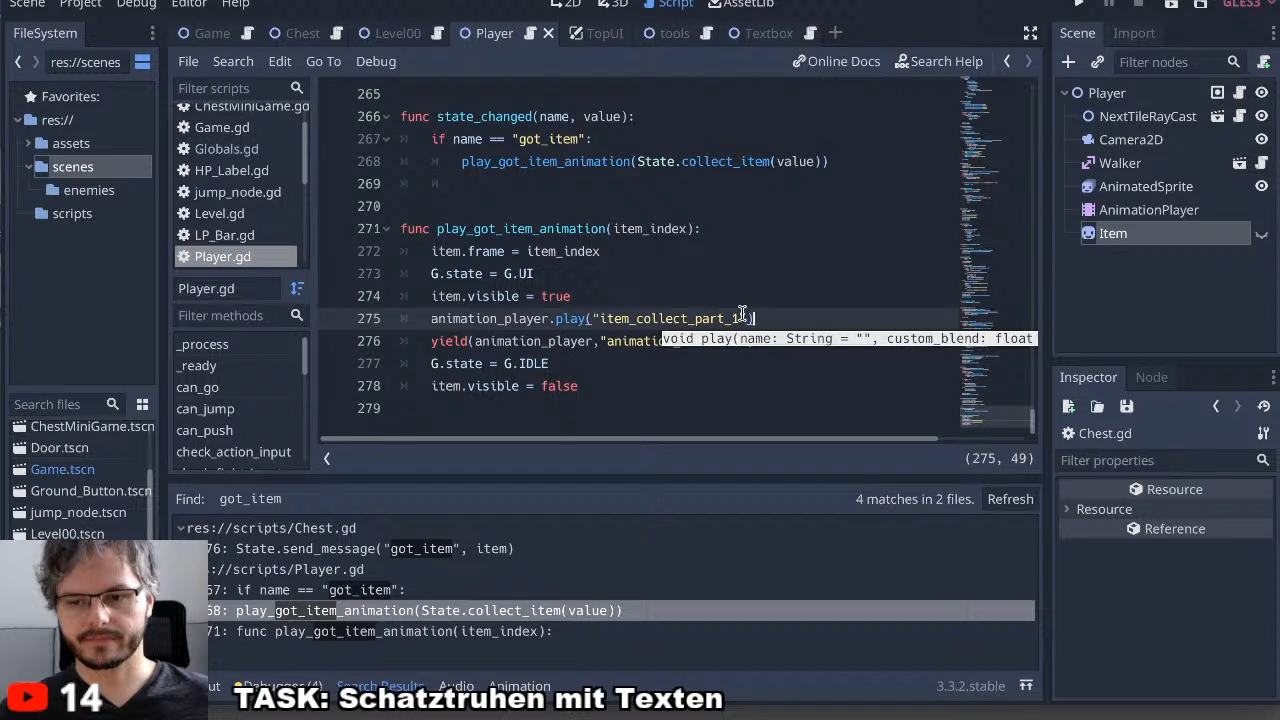 Scene Project Debug Editor Help 2D 3D Script AssetLib GLES3
FileSystem
Game Chest Level00 Player TopUI tools Textbox
Scene Import
res://scenes
File Search Edit Go To Debug Online Docs Search Help
Filter nodes
Favorites:
res://
assets
scenes
enemies
scripts
Filter scripts
ChestMiniGame.gd
Game.gd
Globals.gd
HP_Label.gd
jump_node.gd
Level.gd
LP_Bar.gd
Player.gd
Player.gd
Filter methods
_process
_ready
can_go
can_jump
can_push
check_action_input
265
266 func state_changed(name, value):
267 if name == "got_item":
268 play_got_item_animation(State.collect_item(value))
269
270
271 func play_got_item_animation(item_index):
272 item.frame = item_index
273 G.state = G.UI
274 item.visible = true
275 animation_player.play("item_collect_part_1")
void play(name: String = "", custom_blend: float
276 yield(animation_player,"animatio
277 G.state = G.IDLE
278 item.visible = false
279
(275, 49)
Player
NextTileRayCast
Camera2D
Walker
AnimatedSprite
AnimationPlayer
Item
Inspector Node
Chest.gd
Filter properties
Resource
Resource
Reference
Search files
ChestMiniGame.tscn
Door.tscn
Game.tscn
Ground_Button.tscn
jump_node.tscn
Level00.tscn
Find: got_item 4 matches in 2 files. Refresh
res://scripts/Chest.gd
76: State.send_message("got_item", item)
://scripts/Player.gd
67: if name == "got_item":
68: play_got_item_animation(State.collect_item(value))
71: func play_got_item_animation(item_index):
Debugger (4) Search Results Audio Animation 3.3.2.stable
14 TASK: Schatztruhen mit Texten